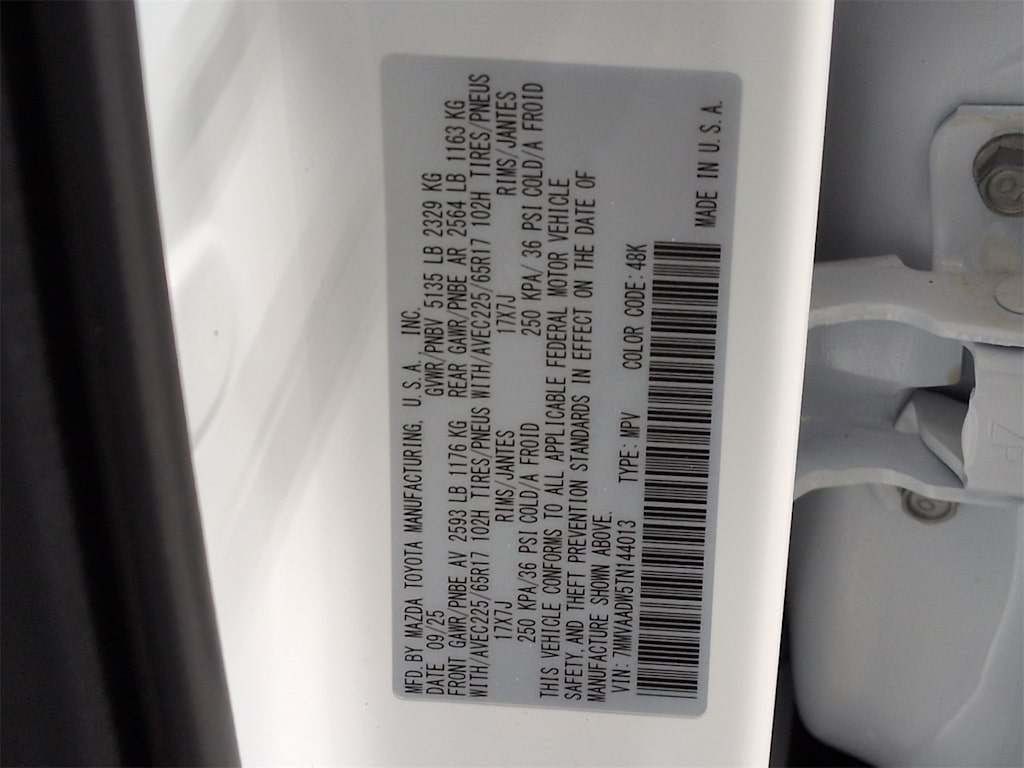 MFD. BY MAZDA TOYOTA MANUFACTURING, U. S. A., INC.
DATE 09/25 GVWR/PNBV 5135 LB 2329 KG
FRONT GAWR/PNBE AV 2593 LB 1176 KG REAR GAWR/PNBE AR 2564 LB 1163 KG
WITH/AVEC225/65R17 102H TIRES/PNEUS WITH/AVEC225/65R17 102H TIRES/PNEUS
17X7J RIMS/JANTES 17X7J RIMS/JANTES
250 KPA/36 PSI COLD/A FROID 250 KPA/ 36 PSI COLD/A FROID
THIS VEHICLE CONFORMS TO ALL APPLICABLE FEDERAL MOTOR VEHICLE
SAFETY, AND THEFT PREVENTION STANDARDS IN EFFECT ON THE DATE OF
MANUFACTURE SHOWN ABOVE.
VIN: 7MMVAADW5TN144013 TYPE: MPV COLOR CODE: 48K
MADE IN U. S. A.
2R